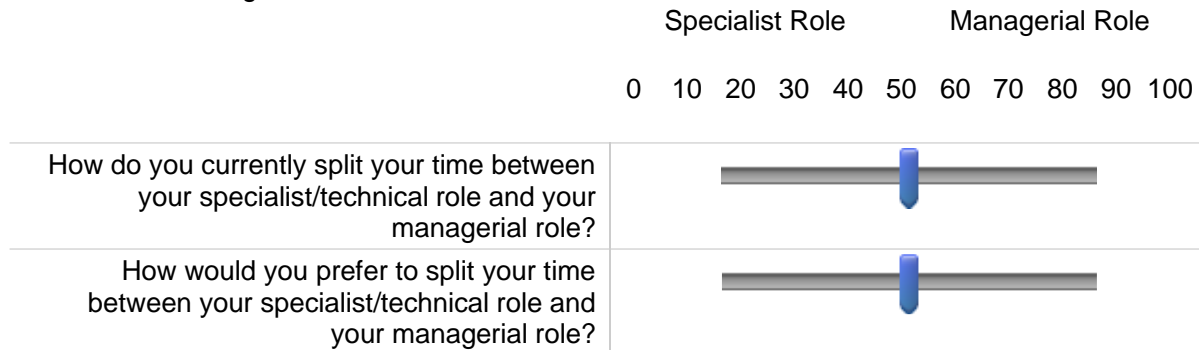 Specialist Role Managerial Role
0 10 20 30 40 50 60 70 80 90 100
How do you currently split your time between
your specialist/technical role and your
managerial role?
How would you prefer to split your time
between your specialist/technical role and
your managerial role?